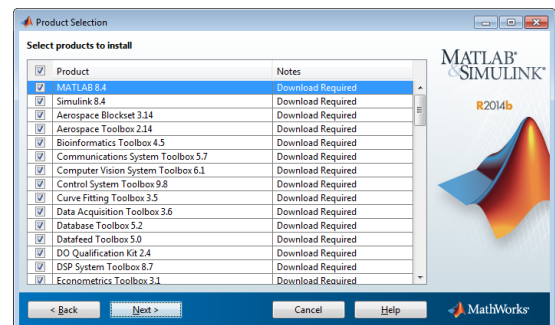 Product Selection
Select products to install
Product Notes
MATLAB 8.4 Download Required
Simulink 8.4 Download Required
Aerospace Blockset 3.14 Download Required
Aerospace Toolbox 2.14 Download Required
Bioinformatics Toolbox 4.5 Download Required
Communications System Toolbox 5.7 Download Required
Computer Vision System Toolbox 6.1 Download Required
Control System Toolbox 9.8 Download Required
Curve Fitting Toolbox 3.5 Download Required
Data Acquisition Toolbox 3.6 Download Required
Database Toolbox 5.2 Download Required
Datafeed Toolbox 5.0 Download Required
DO Qualification Kit 2.4 Download Required
DSP System Toolbox 8.7 Download Required
Econometrics Toolbox 3.1 Download Required
MATLAB®
&SIMULINK®
R2014b
< Back Next > Cancel Help MathWorks®